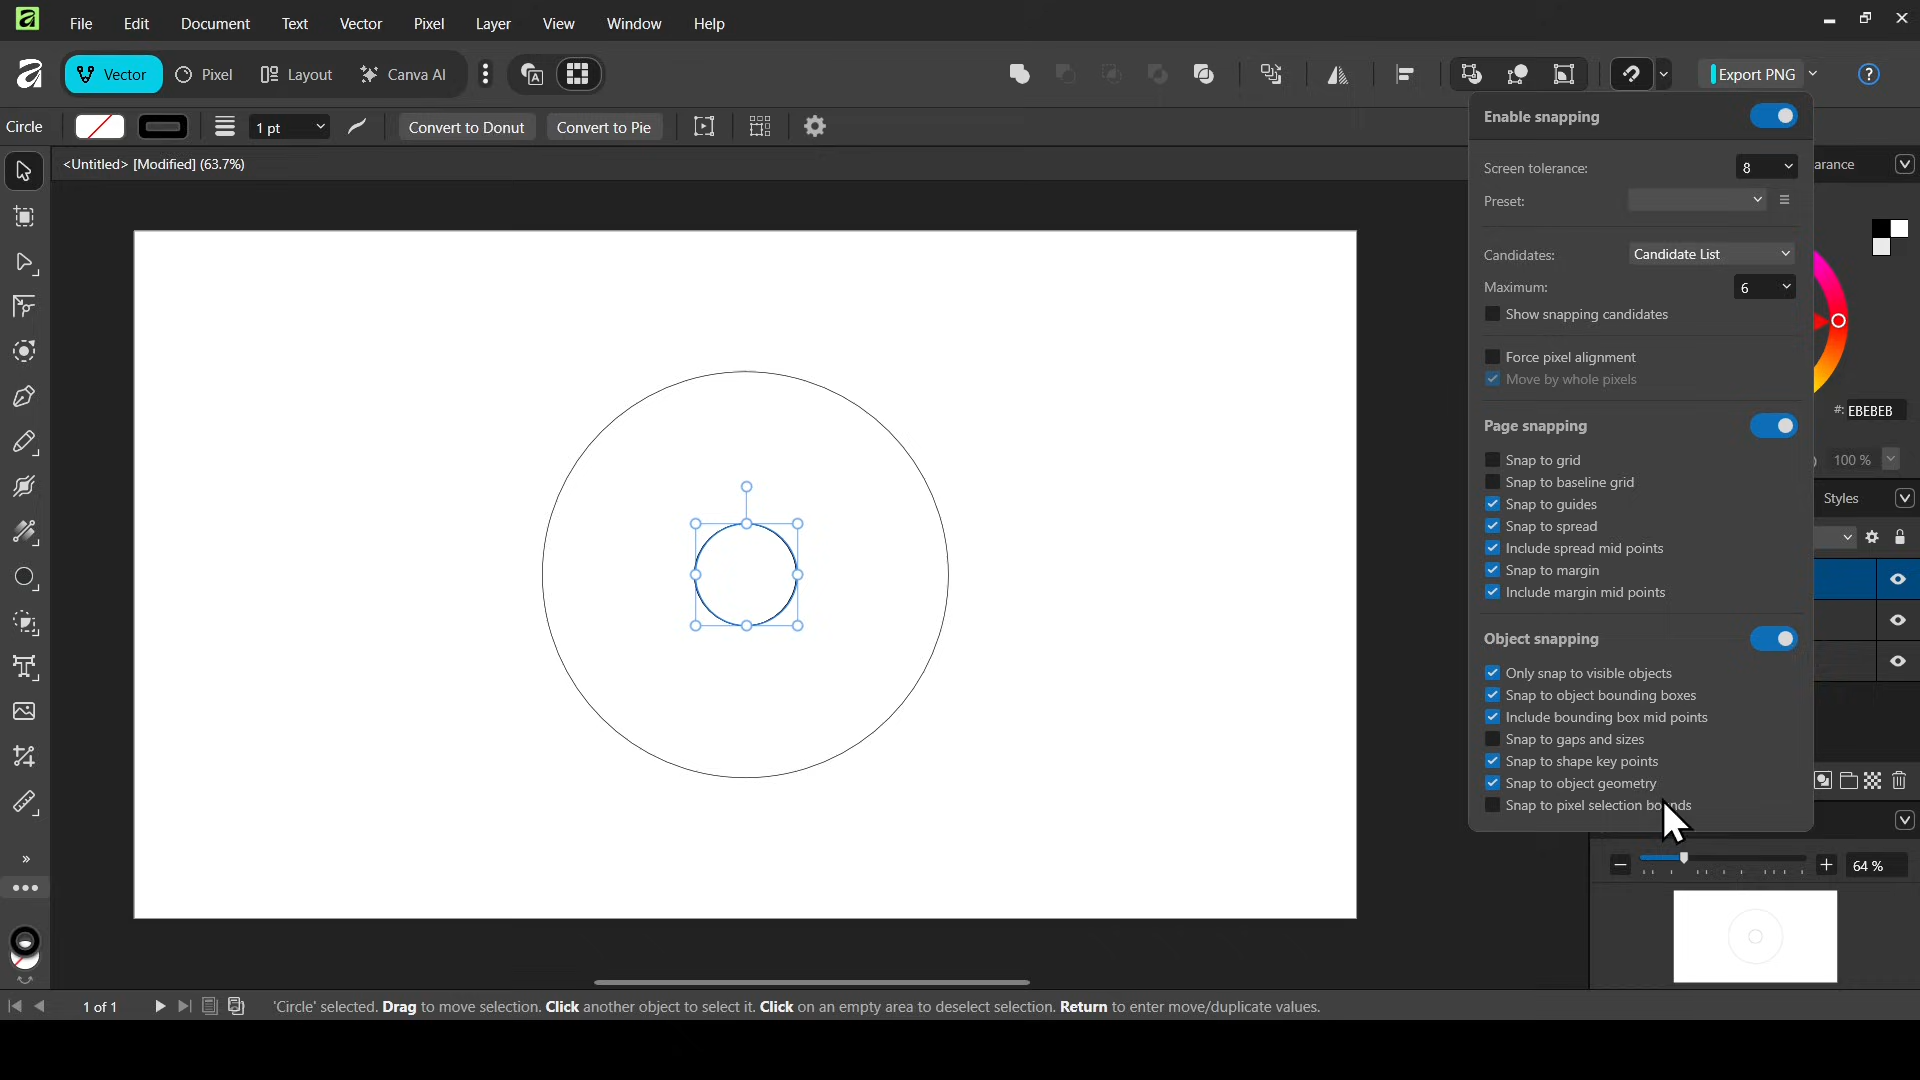 File Edit Document Text Vector Pixel Layer View Window Help
Vector Pixel Layout Canva AI Export PNG
Circle 1 pt Convert to Donut Convert to Pie
<Untitled> [Modified] (63.7%)
Enable snapping
Screen tolerance: 8
Preset:
Candidates: Candidate List
Maximum: 6
Show snapping candidates
Force pixel alignment
Move by whole pixels
#: EBEBEB
Page snapping
100 %
Snap to grid
Snap to baseline grid
Styles
Snap to guides
Snap to spread
Include spread mid points
Snap to margin
Include margin mid points
Object snapping
Only snap to visible objects
Snap to object bounding boxes
Include bounding box mid points
Snap to gaps and sizes
Snap to shape key points
Snap to object geometry
Snap to pixel selection bounds
64 %
1 of 1 'Circle' selected. Drag to move selection. Click another object to select it. Click on an empty area to deselect selection. Return to enter move/duplicate values.